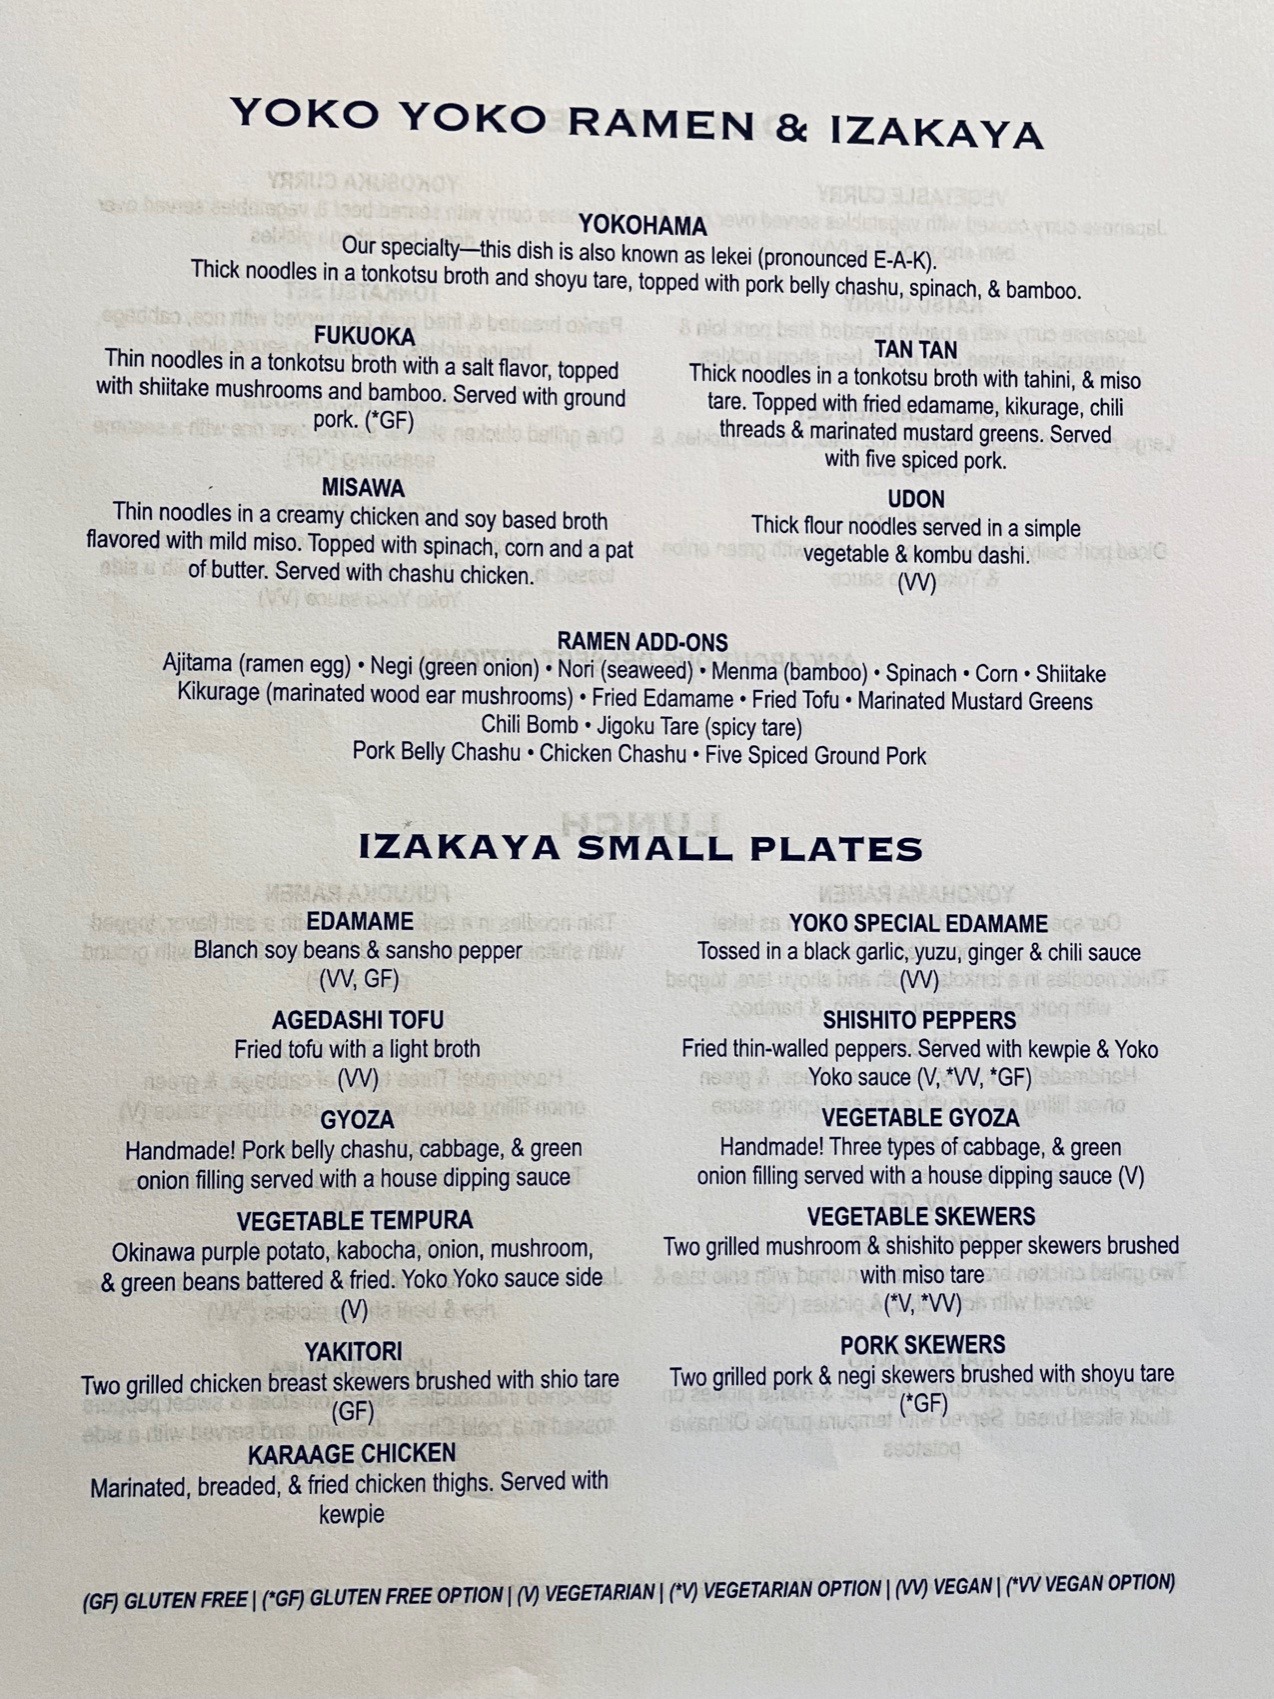 YOKO YOKO RAMEN & IZAKAYA
YOKOHAMA
Our specialty—this dish is also known as Iekei (pronounced E-A-K).
Thick noodles in a tonkotsu broth and shoyu tare, topped with pork belly chashu, spinach, & bamboo.
FUKUOKA
Thin noodles in a tonkotsu broth with a salt flavor, topped
with shiitake mushrooms and bamboo. Served with ground
pork. (*GF)
TAN TAN
Thick noodles in a tonkotsu broth with tahini, & miso
tare. Topped with fried edamame, kikurage, chili
threads & marinated mustard greens. Served
with five spiced pork.
MISAWA
Thin noodles in a creamy chicken and soy based broth
flavored with mild miso. Topped with spinach, corn and a pat
of butter. Served with chashu chicken.
UDON
Thick flour noodles served in a simple
vegetable & kombu dashi.
(VV)
RAMEN ADD-ONS
Ajitama (ramen egg) • Negi (green onion) • Nori (seaweed) • Menma (bamboo) • Spinach • Corn • Shiitake
Kikurage (marinated wood ear mushrooms) • Fried Edamame • Fried Tofu • Marinated Mustard Greens
Chili Bomb • Jigoku Tare (spicy tare)
Pork Belly Chashu • Chicken Chashu • Five Spiced Ground Pork
IZAKAYA SMALL PLATES
EDAMAME
Blanch soy beans & sansho pepper
(VV, GF)
YOKO SPECIAL EDAMAME
Tossed in a black garlic, yuzu, ginger & chili sauce
(VV)
AGEDASHI TOFU
Fried tofu with a light broth
(VV)
SHISHITO PEPPERS
Fried thin-walled peppers. Served with kewpie & Yoko
Yoko sauce (V, *VV, *GF)
GYOZA
Handmade! Pork belly chashu, cabbage, & green
onion filling served with a house dipping sauce
VEGETABLE GYOZA
Handmade! Three types of cabbage, & green
onion filling served with a house dipping sauce (V)
VEGETABLE TEMPURA
Okinawa purple potato, kabocha, onion, mushroom,
& green beans battered & fried. Yoko Yoko sauce side
(V)
VEGETABLE SKEWERS
Two grilled mushroom & shishito pepper skewers brushed
with miso tare
(*V, *VV)
YAKITORI
Two grilled chicken breast skewers brushed with shio tare
(GF)
PORK SKEWERS
Two grilled pork & negi skewers brushed with shoyu tare
(*GF)
KARAAGE CHICKEN
Marinated, breaded, & fried chicken thighs. Served with
kewpie
(GF) GLUTEN FREE | (*GF) GLUTEN FREE OPTION | (V) VEGETARIAN | (*V) VEGETARIAN OPTION | (VV) VEGAN | (*VV VEGAN OPTION)